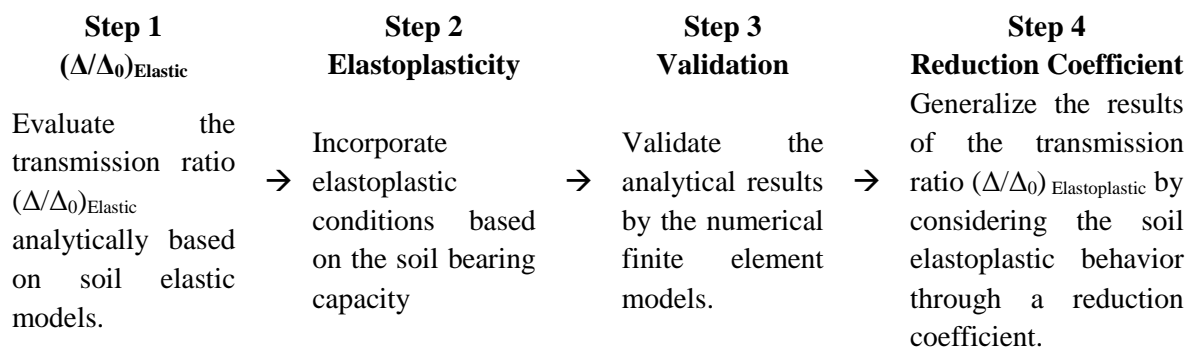 Step 1
(Δ/Δ0)Elastic
Evaluate the
transmission ratio
(Δ/Δ0)Elastic
analytically based
on soil elastic
models.
→
Step 2
Elastoplasticity
Incorporate
elastoplastic
conditions based
on the soil bearing
capacity
→
Step 3
Validation
Validate the
analytical results
by the numerical
finite element
models.
→
Step 4
Reduction Coefficient
Generalize the results
of the transmission
ratio (Δ/Δ0) Elastoplastic by
considering the soil
elastoplastic behavior
through a reduction
coefficient.